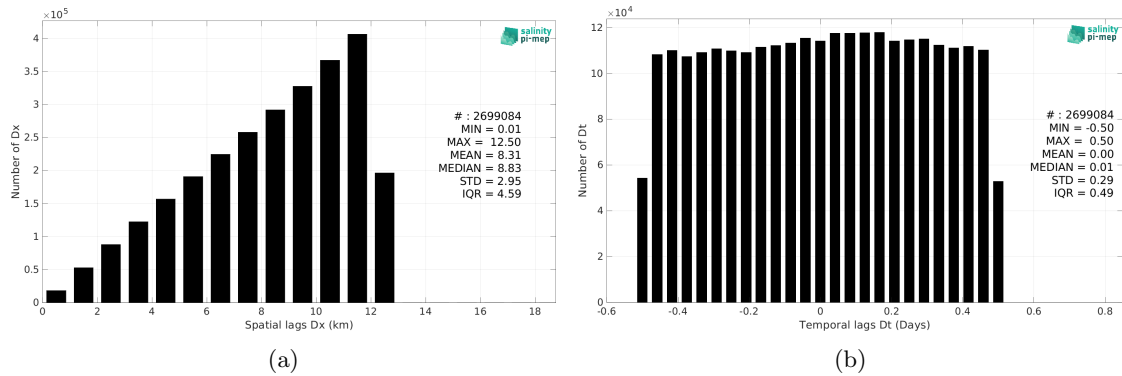 ×10⁵
4
3.5
3
2.5
2
1.5
1
0.5
0
Number of Dx
0 2 4 6 8 10 12 14 16 18
Spatial lags Dx (km)
salinity
pi-mep
# : 2699084
MIN = 0.01
MAX = 12.50
MEAN = 8.31
MEDIAN = 8.83
STD = 2.95
IQR = 4.59
(a)
×10⁴
12
10
8
6
4
2
0
Number of Dt
-0.6 -0.4 -0.2 0 0.2 0.4 0.6 0.8
Temporal lags Dt (Days)
salinity
pi-mep
# : 2699084
MIN = -0.50
MAX = 0.50
MEAN = 0.00
MEDIAN = 0.01
STD = 0.29
IQR = 0.49
(b)